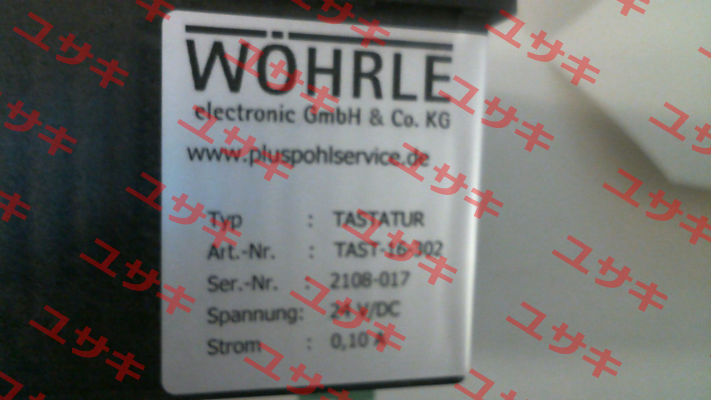 WÖHRLE
electronic GmbH & Co. KG
www.pluspohlservice.de
Typ : TASTATUR
Art.-Nr. : TAST-16-302
Ser.-Nr. : 2108-017
Spannung: 24 V/DC
Strom : 0,10 A
ユサキ